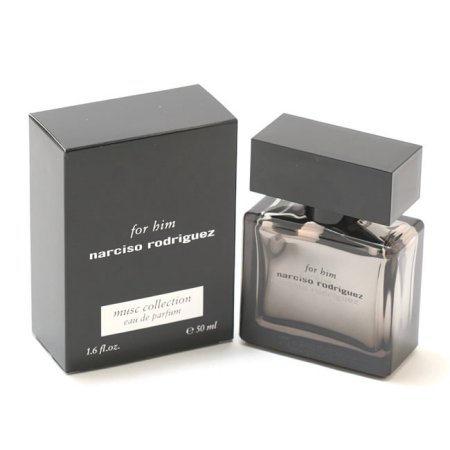 for him
narciso rodriguez
musc collection
eau de parfum
1.6 fl.oz. ℮ 50 ml
for him
narciso rodriguez